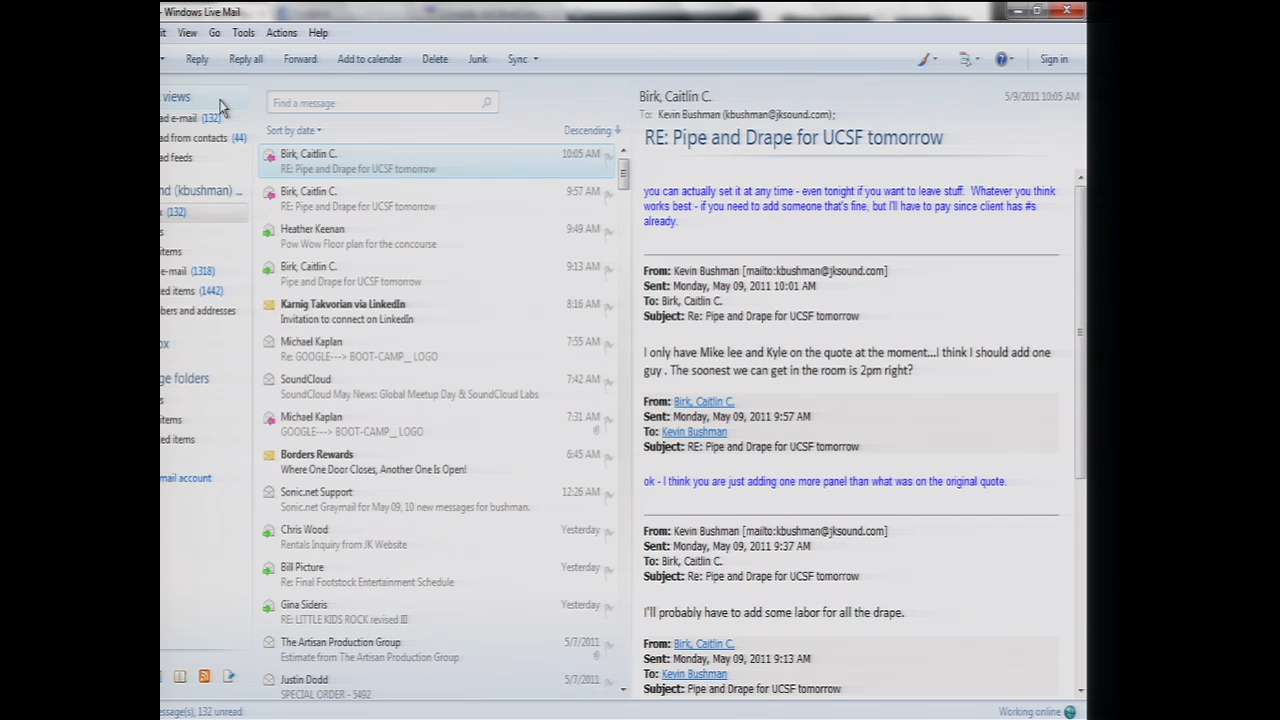 - Windows Live Mail
View Go Tools Actions Help
Reply Reply all Forward Add to calendar Delete Junk Sync Sign in
views
ad e-mail (132)
ad from contacts (44)
ed feeds
nd (kbushman) ...
(132)
tems
e-mail (1318)
ed items (1442)
bers and addresses
ox
ge folders
tems
ed items
mail account
Find a message
Sort by date Descending
Birk, Caitlin C. 10:05 AM
RE: Pipe and Drape for UCSF tomorrow
Birk, Caitlin C. 9:57 AM
RE: Pipe and Drape for UCSF tomorrow
Heather Keenan 9:49 AM
Pow Wow Floor plan for the concourse
Birk, Caitlin C. 9:13 AM
Pipe and Drape for UCSF tomorrow
Karnig Takvorian via LinkedIn 8:16 AM
Invitation to connect on LinkedIn
Michael Kaplan 7:55 AM
Re: GOOGLE---> BOOT-CAMP_ LOGO
SoundCloud 7:42 AM
SoundCloud May News: Global Meetup Day & SoundCloud Labs
Michael Kaplan 7:31 AM
GOOGLE---> BOOT-CAMP_ LOGO
Borders Rewards 6:45 AM
Where One Door Closes, Another One Is Open!
Sonic.net Support 12:26 AM
Sonic.net Graymail for May 09, 10 new messages for bushman.
Chris Wood Yesterday
Rentals Inquiry from JK Website
Bill Picture Yesterday
Re: Final Footstock Entertainment Schedule
Gina Sideris Yesterday
RE: LITTLE KIDS ROCK revised III
The Artisan Production Group 5/7/2011
Estimate from The Artisan Production Group
Justin Dodd 5/7/2011
SPECIAL ORDER - 5492
Birk, Caitlin C. 5/9/2011 10:05 AM
To: Kevin Bushman (kbushman@jksound.com);
RE: Pipe and Drape for UCSF tomorrow
you can actually set it at any time - even tonight if you want to leave stuff. Whatever you think
works best - if you need to add someone that's fine, but I'll have to pay since client has #s
already.
From: Kevin Bushman [mailto:kbushman@jksound.com]
Sent: Monday, May 09, 2011 10:01 AM
To: Birk, Caitlin C.
Subject: Re: Pipe and Drape for UCSF tomorrow
I only have Mike lee and Kyle on the quote at the moment...I think I should add one
guy . The soonest we can get in the room is 2pm right?
From: Birk, Caitlin C.
Sent: Monday, May 09, 2011 9:57 AM
To: Kevin Bushman
Subject: RE: Pipe and Drape for UCSF tomorrow
ok - I think you are just adding one more panel than what was on the original quote.
From: Kevin Bushman [mailto:kbushman@jksound.com]
Sent: Monday, May 09, 2011 9:37 AM
To: Birk, Caitlin C.
Subject: Re: Pipe and Drape for UCSF tomorrow
I'll probably have to add some labor for all the drape.
From: Birk, Caitlin C.
Sent: Monday, May 09, 2011 9:13 AM
To: Kevin Bushman
Subject: Pipe and Drape for UCSF tomorrow
ssage(s), 132 unread
Working online